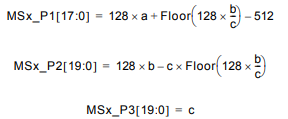 MSx_P1[17:0] = 128 × a + Floor(128 × b/c) – 512
MSx_P2[19:0] = 128 × b – c × Floor(128 × b/c)
MSx_P3[19:0] = c